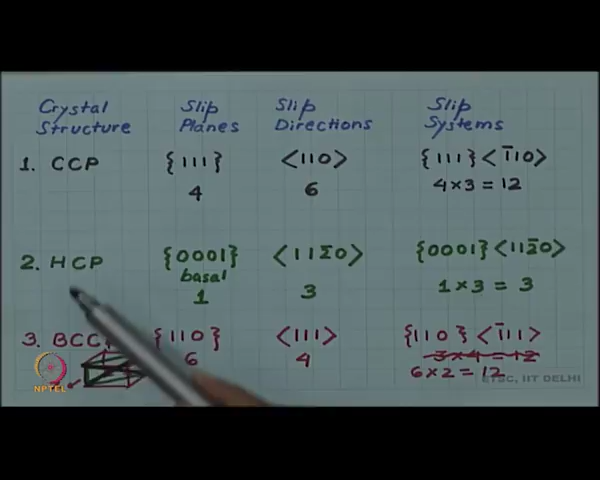 Crystal Structure
Slip Planes
Slip Directions
Slip Systems
1. CCP {111} <110> {111}<1̄10>
4 6 4×3=12
2. HCP {0001} <112̄0> {0001}<112̄0>
basal
1 3 1×3=3
3. BCC {110} <111> {110}<1̄11>
3×4=12
6 4 6×2=12
NPTEL
ETSC, IIT DELHI